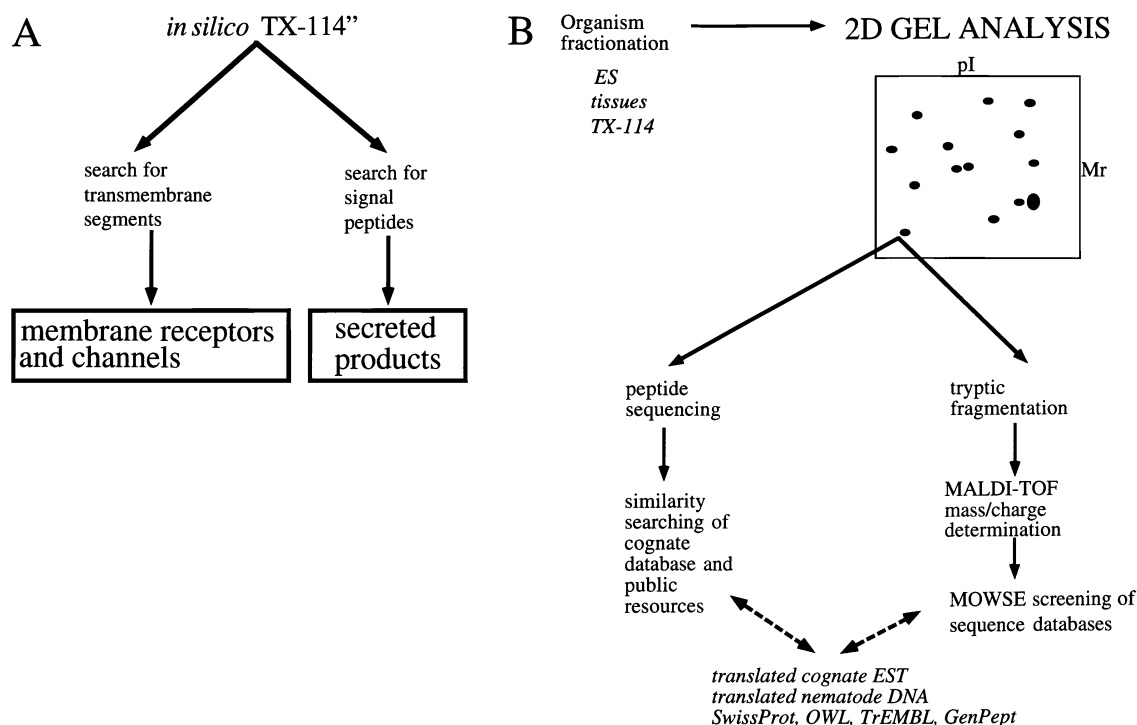 A
in silico TX-114”
search for
transmembrane
segments
search for
signal
peptides
membrane receptors
and channels
secreted
products
B
Organism
fractionation
ES
tissues
TX-114
2D GEL ANALYSIS
pI
Mr
peptide
sequencing
similarity
searching of
cognate
database and
public
resources
tryptic
fragmentation
MALDI-TOF
mass/charge
determination
MOWSE screening of
sequence databases
translated cognate EST
translated nematode DNA
SwissProt, OWL, TrEMBL, GenPept